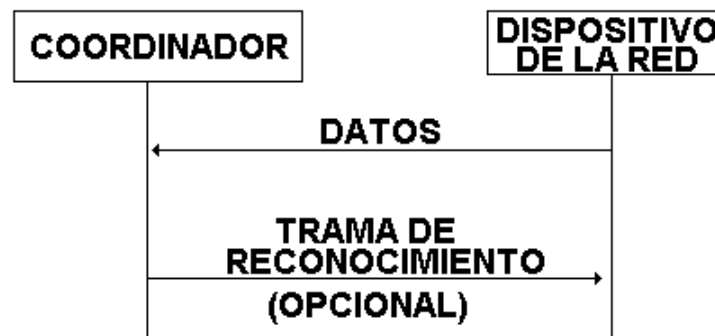 COORDINADOR
DISPOSITIVO
DE LA RED
DATOS
TRAMA DE
RECONOCIMIENTO
(OPCIONAL)